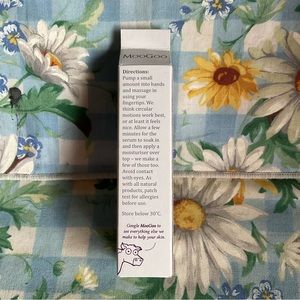 MooGoo
Directions:
Pump a small
amount into hands
and massage in
using your
fingertips. We
think circular
motions work best,
or at least it feels
nice. Allow a few
minutes for the
serum to soak in
and then apply a
moisturiser over
top – we make a
few of those too.
Avoid contact
with eyes. As
with all natural
products, patch
test for allergies
before use.
Store below 30°C.
Google MooGoo to
see everything else we
make to help your skin.